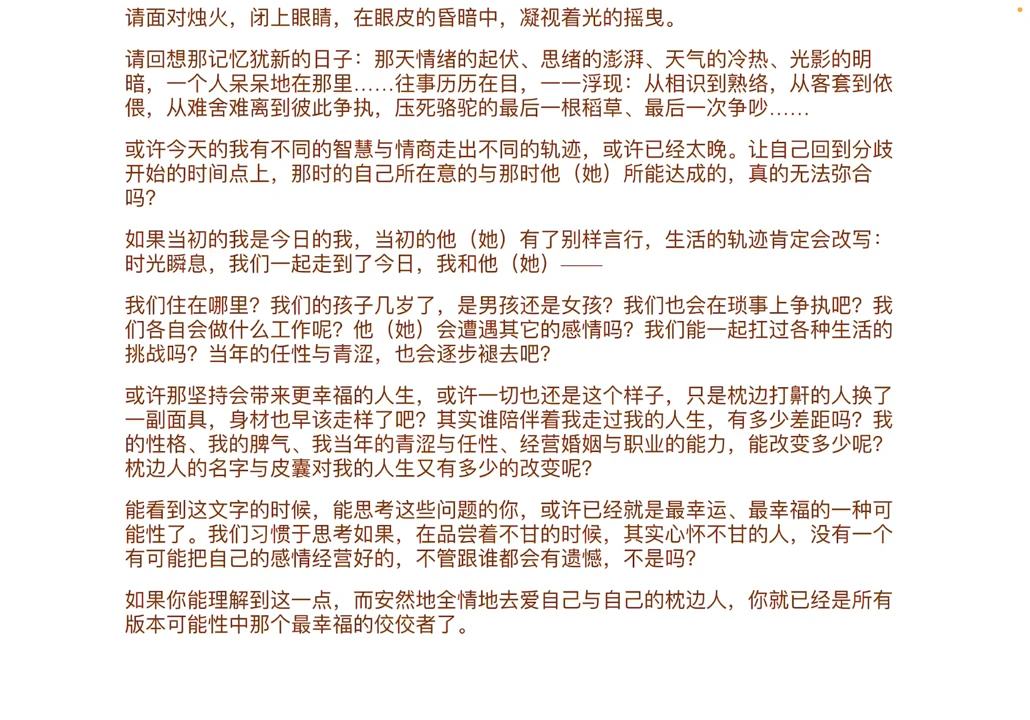 请面对烛火，闭上眼睛，在眼皮的昏暗中，凝视着光的摇曳。
请回想那记忆犹新的日子：那天情绪的起伏、思绪的澎湃、天气的冷热、光影的明
暗，一个人呆呆地在那里……往事历历在目，一一浮现：从相识到熟络，从客套到依
偎，从难舍难离到彼此争执，压死骆驼的最后一根稻草、最后一次争吵……
或许今天的我有不同的智慧与情商走出不同的轨迹，或许已经太晚。让自己回到分歧
开始的时间点上，那时的自己所在意的与那时他（她）所能达成的，真的无法弥合
吗？
如果当初的我是今日的我，当初的他（她）有了别样言行，生活的轨迹肯定会改写：
时光瞬息，我们一起走到了今日，我和他（她）——
我们住在哪里？我们的孩子几岁了，是男孩还是女孩？我们也会在琐事上争执吧？我
们各自会做什么工作呢？他（她）会遭遇其它的感情吗？我们能一起扛过各种生活的
挑战吗？当年的任性与青涩，也会逐步褪去吧？
或许那坚持会带来更幸福的人生，或许一切也还是这个样子，只是枕边打鼾的人换了
一副面具，身材也早该走样了吧？其实谁陪伴着我走过我的人生，有多少差距吗？我
的性格、我的脾气、我当年的青涩与任性、经营婚姻与职业的能力，能改变多少呢？
枕边人的名字与皮囊对我的人生又有多少的改变呢？
能看到这文字的时候，能思考这些问题的你，或许已经就是最幸运、最幸福的一种可
能性了。我们习惯于思考如果，在品尝着不甘的时候，其实心怀不甘的人，没有一个
有可能把自己的感情经营好的，不管跟谁都会有遗憾，不是吗？
如果你能理解到这一点，而安然地全情地去爱自己与自己的枕边人，你就已经是所有
版本可能性中那个最幸福的佼佼者了。